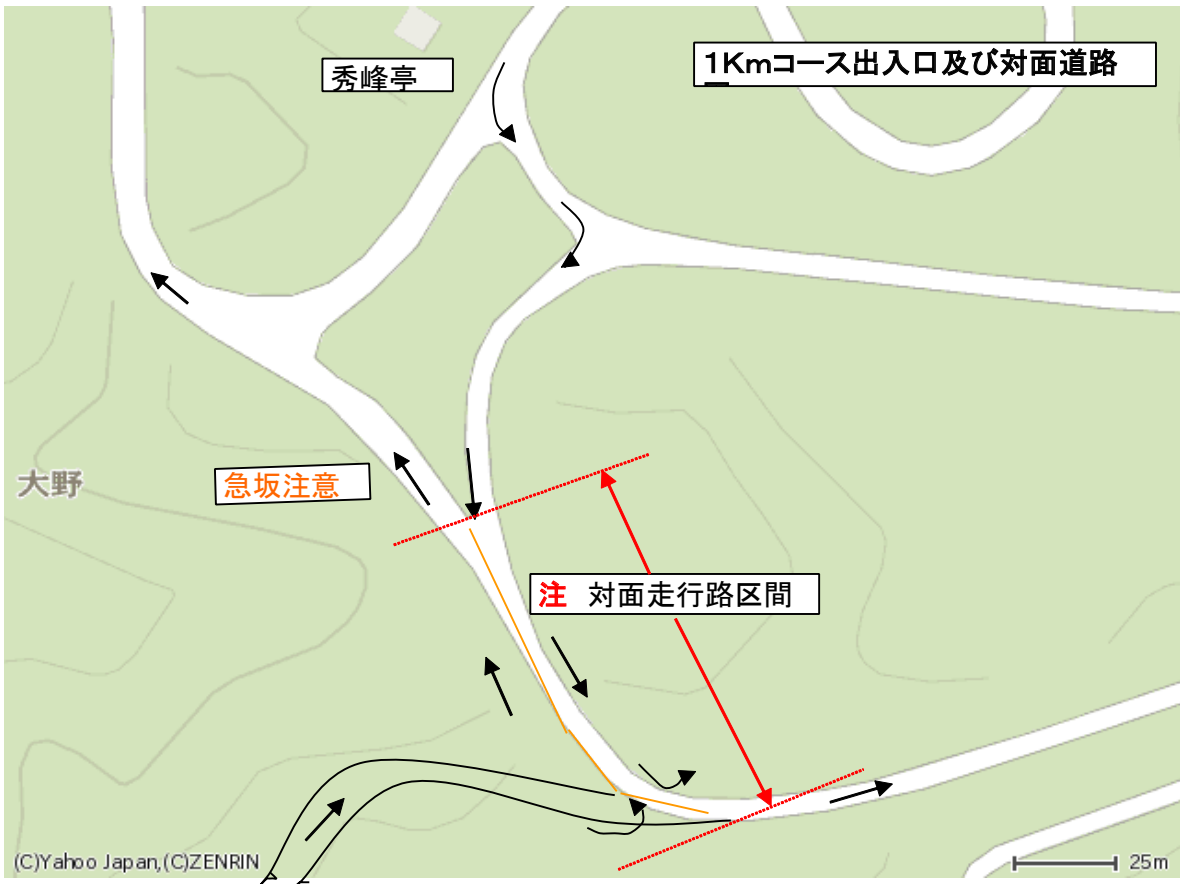 1Kmコース出入口及び対面道路
秀峰亭
大野
急坂注意
注 対面走行路区間
(C)Yahoo Japan,(C)ZENRIN
25m